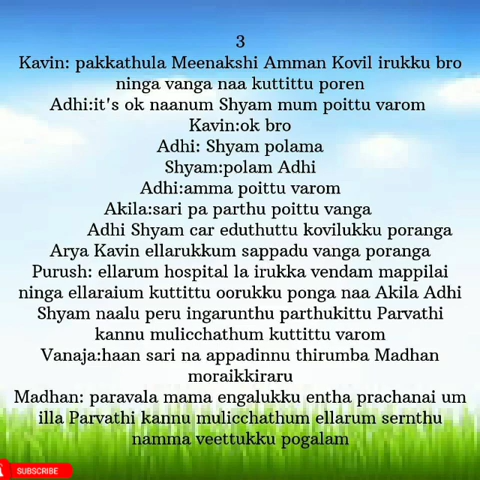 3
Kavin: pakkathula Meenakshi Amman Kovil irukku bro
ninga vanga naa kuttittu poren
Adhi:it's ok naanum Shyam mum poittu varom
Kavin:ok bro
Adhi: Shyam polama
Shyam:polam Adhi
Adhi:amma poittu varom
Akila:sari pa parthu poittu vanga
Adhi Shyam car eduthuttu kovilukku poranga
Arya Kavin ellarukkum sappadu vanga poranga
Purush: ellarum hospital la irukka vendam mappilai
ninga ellaraium kuttittu oorukku ponga naa Akila Adhi
Shyam naalu peru ingarunthu parthukittu Parvathi
kannu mulicchathum kuttittu varom
Vanaja:haan sari na appadinnu thirumba Madhan
moraikkiraru
Madhan: paravala mama engalukku entha prachanai um
illa Parvathi kannu mulicchathum ellarum sernthu
namma veettukku pogalam
SUBSCRIBE